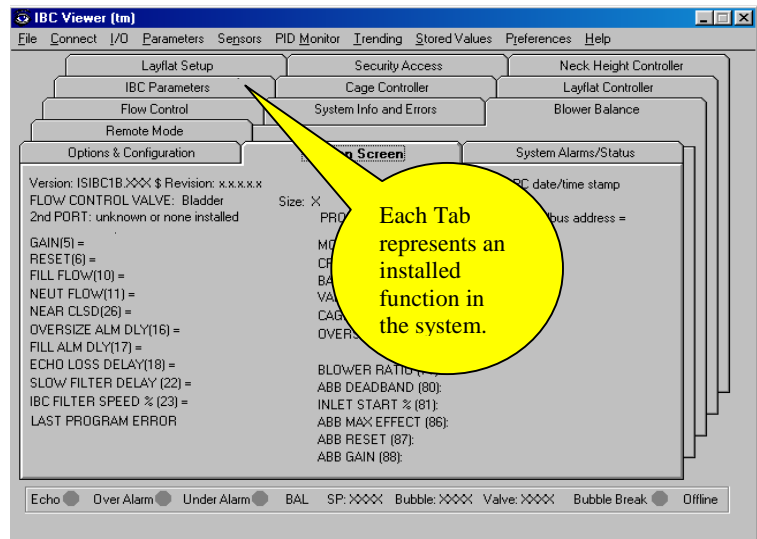 IBC Viewer (tm)
File Connect I/O Parameters Sensors PID Monitor Trending Stored Values Preferences Help
Layflat Setup Security Access Neck Height Controller
IBC Parameters Cage Controller Layflat Controller
Flow Control System Info and Errors Blower Balance
Remote Mode
Options & Configuration Screen System Alarms/Status
Version: ISIBC1B.XXX $ Revision: x.x.x.x.x PC date/time stamp
FLOW CONTROL VALVE: Bladder Size: X
2nd PORT: unknown or none installed address =
GAIN(5) =
RESET(6) =
FILL FLOW(10) =
NEUT FLOW(11) =
NEAR CLSD(26) =
OVERSIZE ALM DLY(16) =
FILL ALM DLY(17) =
ECHO LOSS DELAY(18) =
SLOW FILTER DELAY (22) =
IBC FILTER SPEED % (23) =
LAST PROGRAM ERROR
BLOWER RATIO
ABB DEADBAND (80):
INLET START % (81):
ABB MAX EFFECT (86):
ABB RESET (87):
ABB GAIN (88):
Each Tab
represents an
installed
function in
the system.
Echo Over Alarm Under Alarm BAL SP: XXXX Bubble: XXXX Valve: XXXX Bubble Break Offline